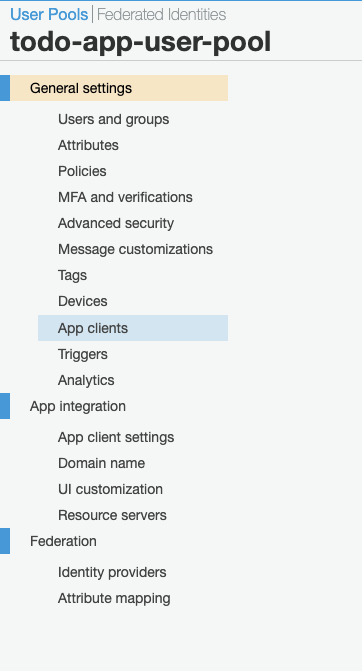 User Pools | Federated Identities
todo-app-user-pool
General settings
Users and groups
Attributes
Policies
MFA and verifications
Advanced security
Message customizations
Tags
Devices
App clients
Triggers
Analytics
App integration
App client settings
Domain name
UI customization
Resource servers
Federation
Identity providers
Attribute mapping